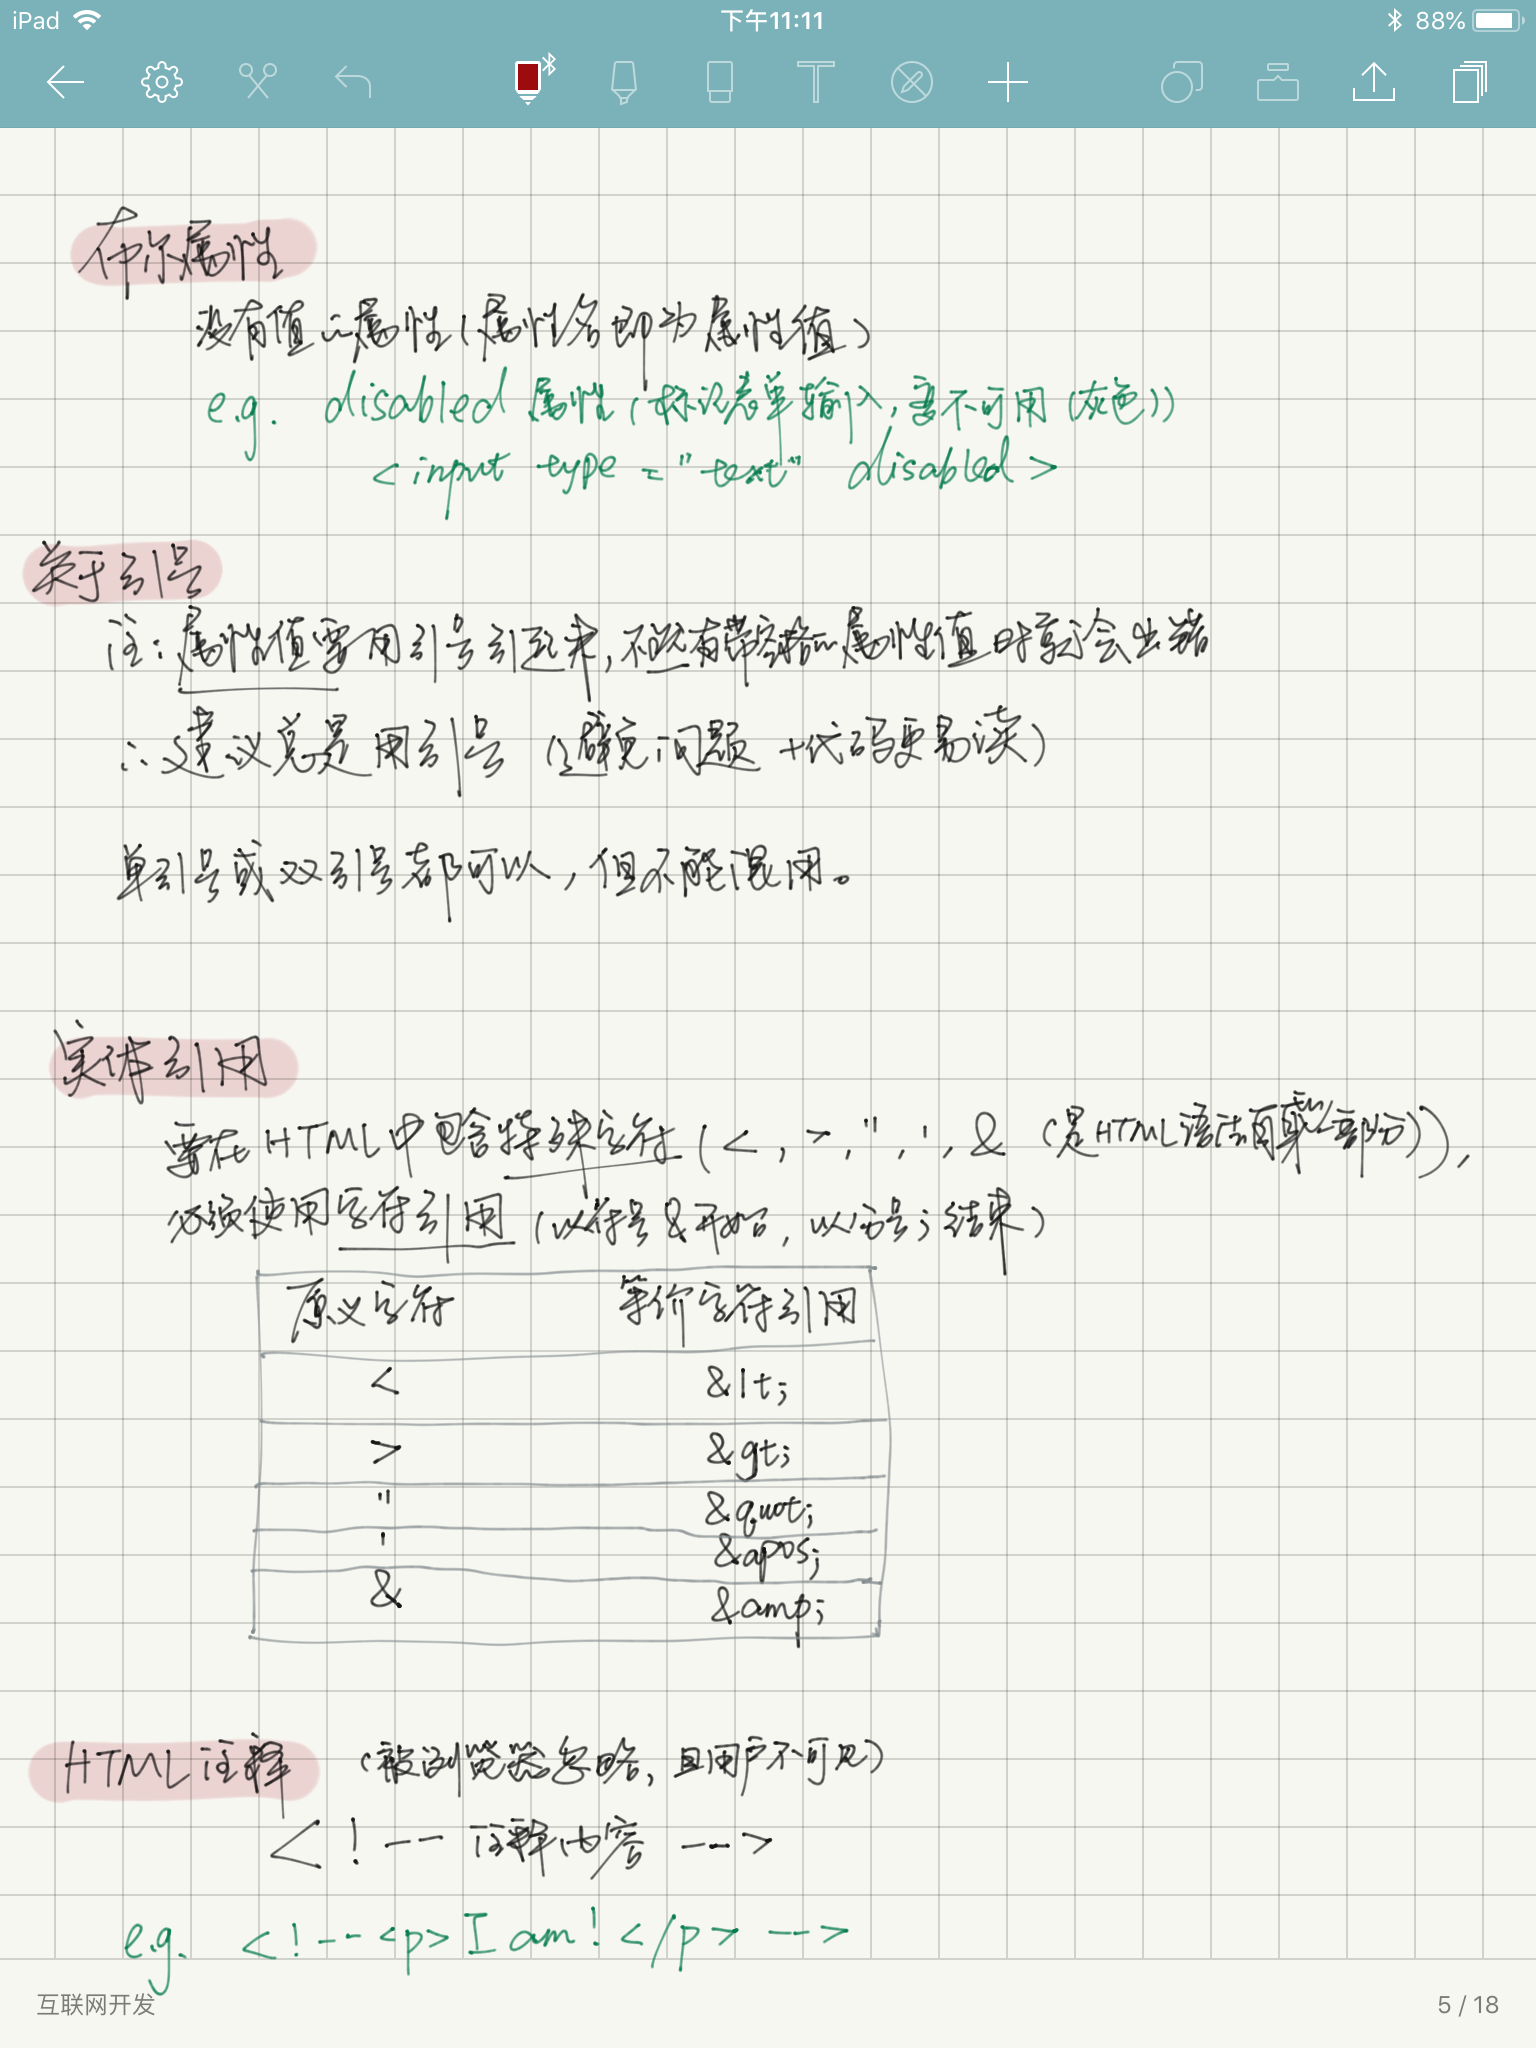 iPad 下午11:11 88%
布尔属性
没有值的属性（属性名即为属性值）
e.g. disabled 属性（标识表单输入,是不可用（灰色））
<input type="text" disabled>
关于引号
注：属性值要用引号引起来,不然有带空格的属性值时就会出错
∴建议总是用引号（避免问题+代码更易读）
单引号或双引号都可以，但不能混用。
实体引用
要在HTML中包含特殊字符（<,>,",',&（是HTML语法自身的一部分））,
必须使用字符引用（以符号&开始，以分号;结束）
原义字符 等价字符引用
< &lt;
> &gt;
" &quot;
' &apos;
& &amp;
HTML注释（被浏览器忽略，且用户不可见）
<!-- 注释内容 -->
e.g. <!--<p>I am!</p> -->
互联网开发 5 / 18